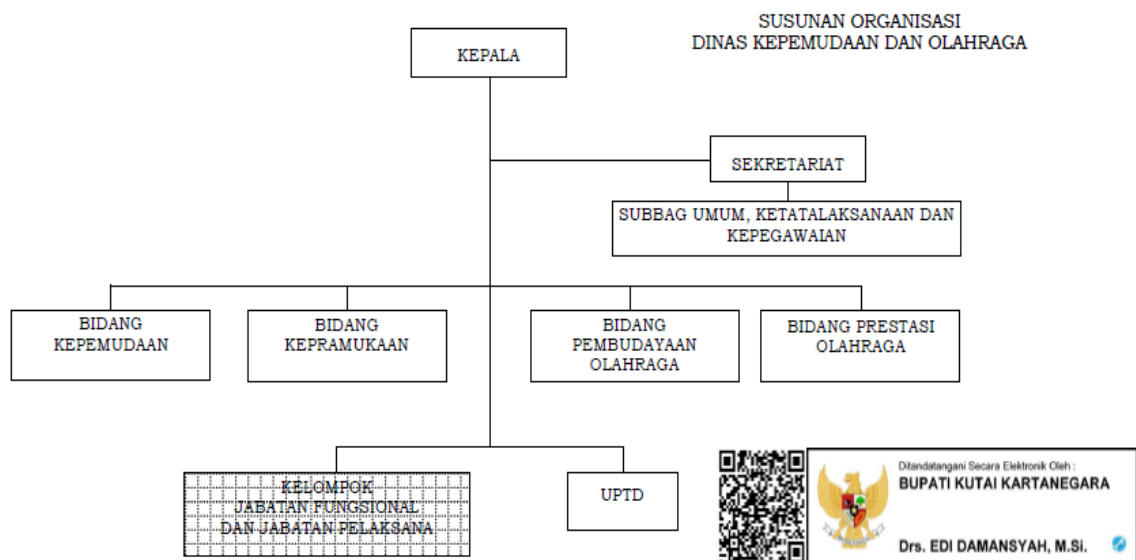 SUSUNAN ORGANISASI
DINAS KEPEMUDAAN DAN OLAHRAGA
KEPALA
SEKRETARIAT
SUBBAG UMUM, KETATALAKSANAAN DAN
KEPEGAWAIAN
BIDANG
KEPEMUDAAN
BIDANG
KEPRAMUKAAN
BIDANG
PEMBUDAYAAN
OLAHRAGA
BIDANG PRESTASI
OLAHRAGA
KELOMPOK
JABATAN FUNGSIONAL
DAN JABATAN PELAKSANA
UPTD
Ditandatangani Secara Elektronik Oleh :
BUPATI KUTAI KARTANEGARA
Drs. EDI DAMANSYAH, M.Si.